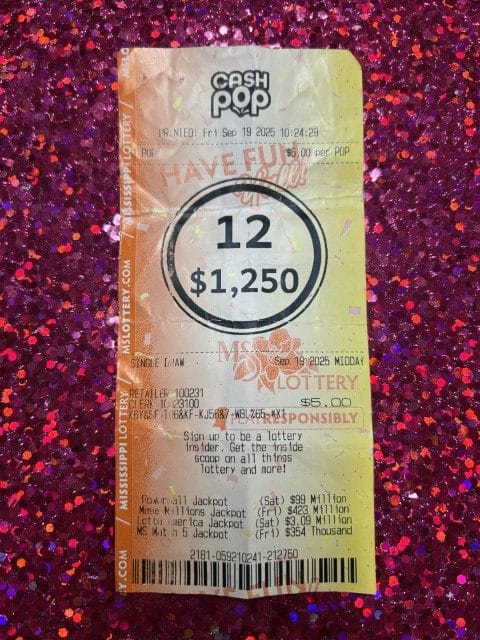 CASH
POP
PRINTED: Fri Sep 19 2025 10:24:29
POP $5.00 per POP
HAVE FUN
12
$1,250
SINGLE DRAW Sep 19 2025 MIDDAY
MS
LOTTERY
RETAILER 100231
$5.00
PLAY RESPONSIBLY
Sign up to be a lottery
insider. Get the inside
scoop on all things
lottery and more!
Powerball Jackpot (Sat) $99 Million
Mega Millions Jackpot (Fri) $423 Million
Lotto America Jackpot (Sat) $3.09 Million
MS Match 5 Jackpot (Fri) $354 Thousand
2181-059210241-212750
MISSISSIPPI LOTTERY / MSLOTTERY.COM / MISSISSIPPI LOTTERY